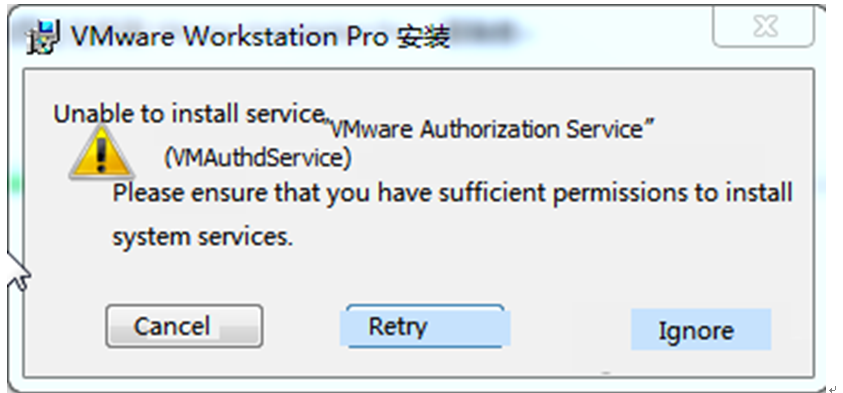 VMware Workstation Pro 安装
Unable to install service "VMware Authorization Service"
(VMAuthdService)
Please ensure that you have sufficient permissions to install
system services.
Cancel Retry Ignore